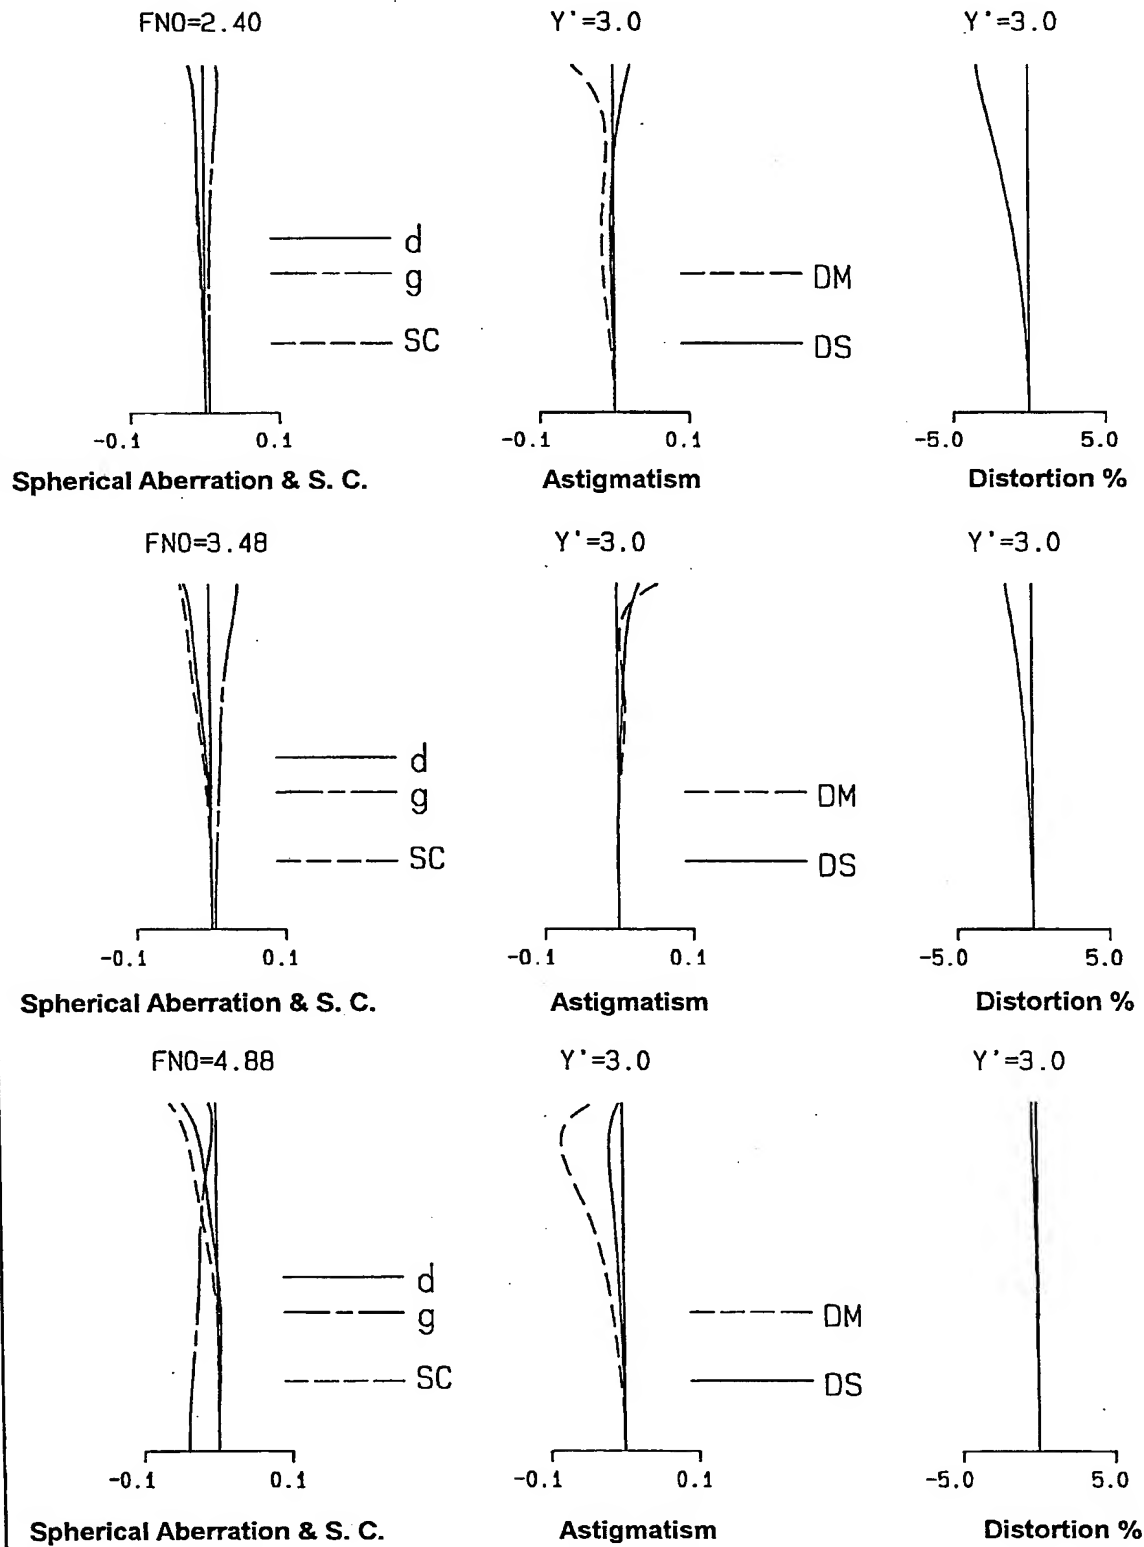 FNO=2.40 Y'=3.0 Y'=3.0
d
g DM
SC DS
-0.1 0.1 -0.1 0.1 -5.0 5.0
Spherical Aberration & S. C. Astigmatism Distortion %
FNO=3.48 Y'=3.0 Y'=3.0
d
g DM
SC DS
-0.1 0.1 -0.1 0.1 -5.0 5.0
Spherical Aberration & S. C. Astigmatism Distortion %
FNO=4.88 Y'=3.0 Y'=3.0
d
g DM
SC DS
-0.1 0.1 -0.1 0.1 -5.0 5.0
Spherical Aberration & S. C. Astigmatism Distortion %